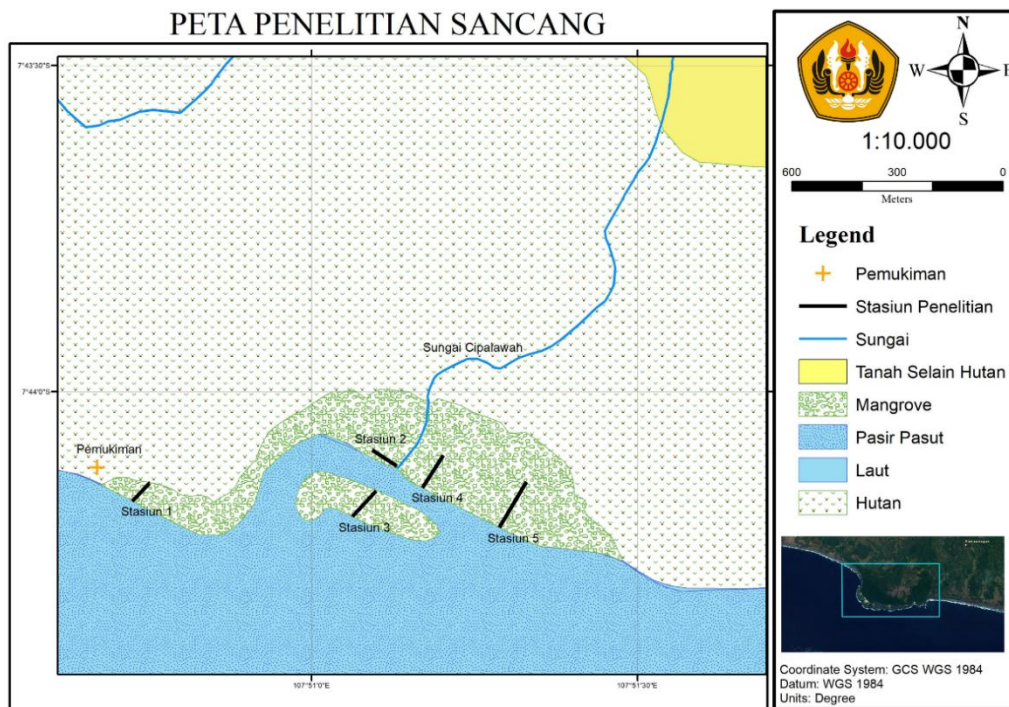 PETA PENELITIAN SANCANG
7°43'30"S
7°44'0"S
107°51'0"E
107°51'30"E
Sungai Cipalawah
Pemukiman
Stasiun 1
Stasiun 2
Stasiun 3
Stasiun 4
Stasiun 5
N
W
E
S
1:10.000
600 300 0
Meters
Legend
Pemukiman
Stasiun Penelitian
Sungai
Tanah Selain Hutan
Mangrove
Pasir Pasut
Laut
Hutan
Coordinate System: GCS WGS 1984
Datum: WGS 1984
Units: Degree